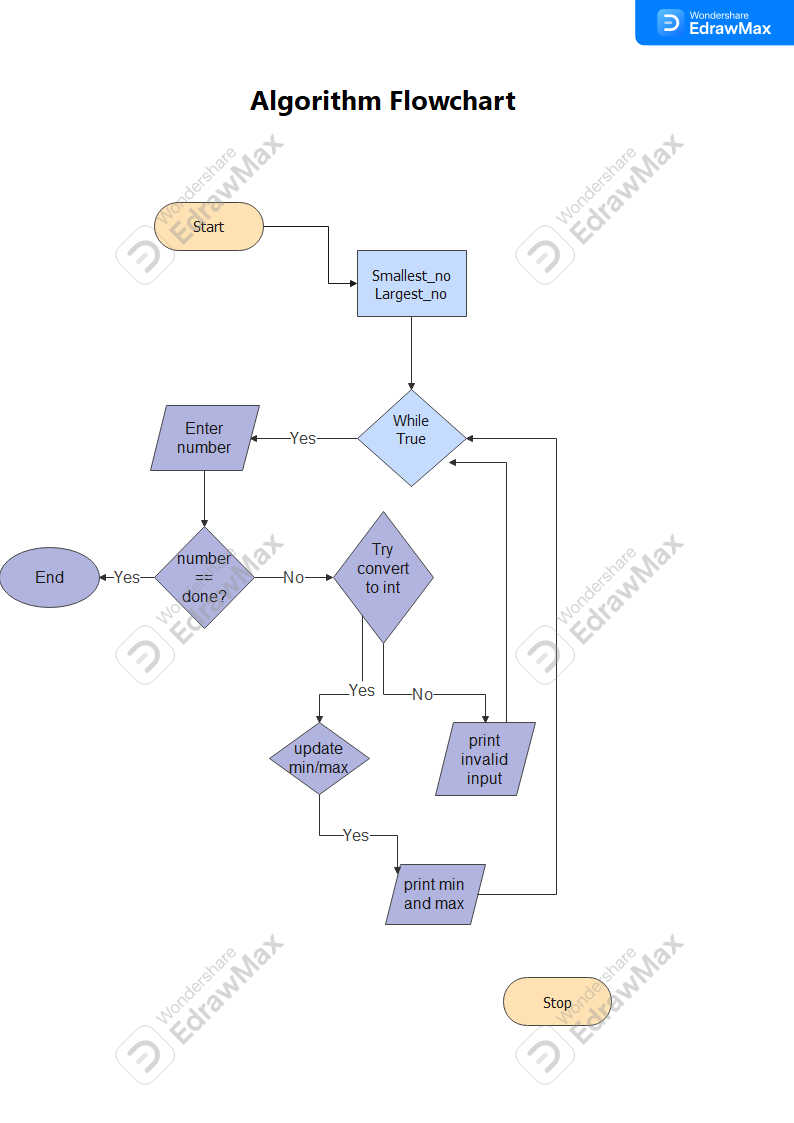 Wondershare
EdrawMax
Algorithm Flowchart
Wondershare
EdrawMax
Wondershare
EdrawMax
Start
Smallest_no
Largest_no
While
True
Yes
Enter
number
Try
convert
to int
number
==
done?
End
Yes
No
Wondershare
EdrawMax
Wondershare
EdrawMax
Yes
No
update
min/max
print
invalid
input
Yes
print min
and max
Wondershare
EdrawMax
Wondershare
EdrawMax
Stop